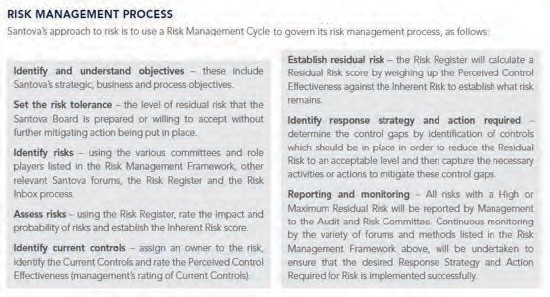 RISK MANAGEMENT PROCESS
Santova's approach to risk is to use a Risk Management Cycle to govern its risk management process, as follows:
Identify and understand objectives – these include
Santova's strategic, business and process objectives.
Set the risk tolerance – the level of residual risk that the
Santova Board is prepared or willing to accept without
further mitigating action being put in place.
Identify risks – using the various committees and role
players listed in the Risk Management Framework, other
relevant Santova forums, the Risk Register and the Risk
Inbox process.
Assess risks – using the Risk Register, rate the impact and
probability of risks and establish the Inherent Risk score.
Identify current controls – assign an owner to the risk,
identify the Current Controls and rate the Perceived Control
Effectiveness (management's rating of Current Controls).
Establish residual risk – the Risk Register will calculate a
Residual Risk score by weighing up the Perceived Control
Effectiveness against the Inherent Risk to establish what risk
remains.
Identify response strategy and action required –
determine the control gaps by identification of controls
which should be in place in order to reduce the Residual
Risk to an acceptable level and then capture the necessary
activities or actions to mitigate these control gaps.
Reporting and monitoring – All risks with a High or
Maximum Residual Risk will be reported by Management
to the Audit and Risk Committee. Continuous monitoring
by the variety of forums and methods listed in the Risk
Management Framework above, will be undertaken to
ensure that the desired Response Strategy and Action
Required for Risk is implemented successfully.